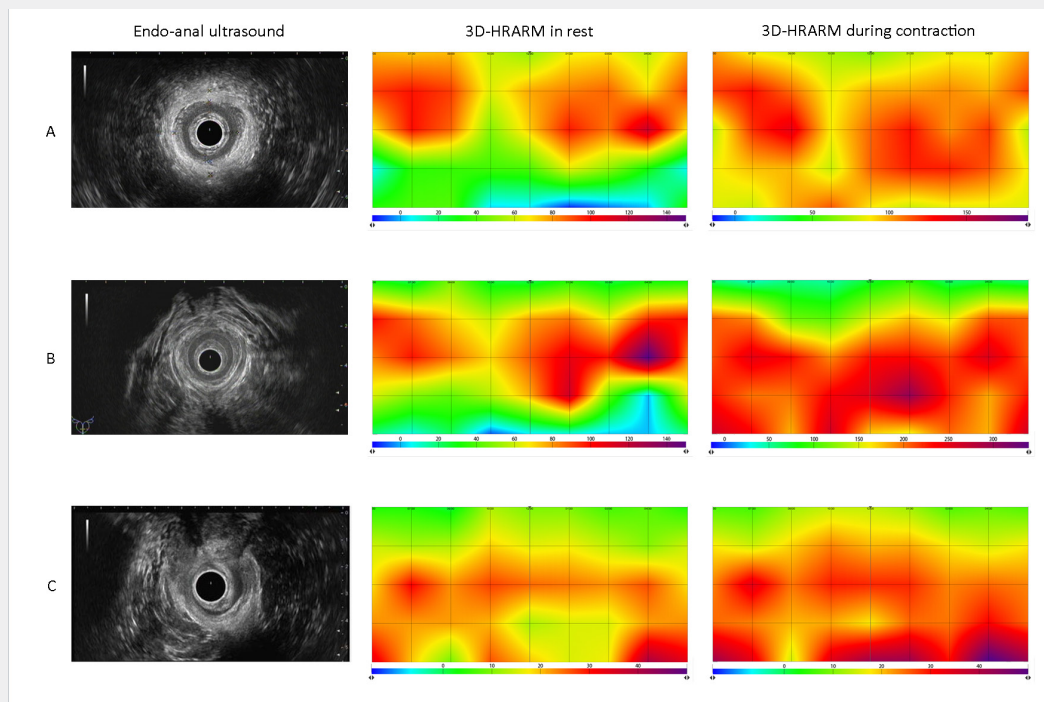 Endo-anal ultrasound
3D-HRARM in rest
3D-HRARM during contraction
A
0 20 40 60 80 100 120 140
0 50 100 150
B
0 20 40 60 80 100 120 140
0 50 100 150 200 250 300
C
0 10 20 30 40
0 20 40